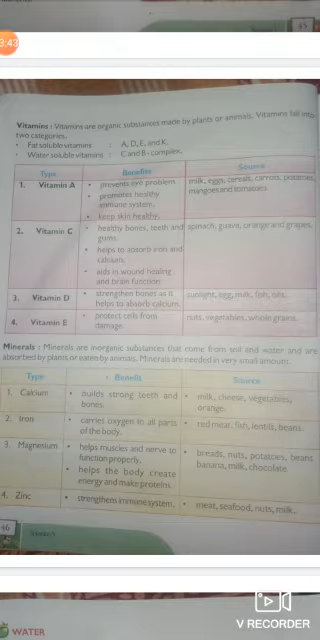 45
3:43
Vitamins : Vitamins are organic substances made by plants or animals. Vitamins fall into
two categories.
• Fat soluble vitamins : A, D, E, and K.
• Water soluble vitamins : C and B - complex.
Type Benefits Source
1. Vitamin A • prevents eye problem milk, eggs, cereals, carrots, potatoes,
• promotes healthy mangoes and tomatoes
immune system.
• keep skin healthy.
2. Vitamin C • healthy bones, teeth and spinach, guava, orange and grapes.
gums.
• helps to absorb iron and
calcium.
• aids in wound healing
and brain function
3. Vitamin D • strengthen bones as it sunlight, egg, milk, fish, oils.
helps to absorb calcium
4. Vitamin E • protect cells from nuts, vegetables, whole grains.
damage.
Minerals : Minerals are inorganic substances that come from soil and water and are
absorbed by plants or eaten by animals. Minerals are needed in very small amount.
Type • Benefit Source
1. Calcium • builds strong teeth and • milk, cheese, vegetables,
bones. orange.
2. Iron • carries oxygen to all parts • red meat, fish, lentils, beans.
of the body.
3. Magnesium • helps muscles and nerve to • breads, nuts, potatoes, beans
function properly. banana, milk, chocolate.
• helps the body create
energy and make proteins.
4. Zinc • strengthens immune system. • meat, seafood, nuts, milk.
46
V RECORDER
WATER